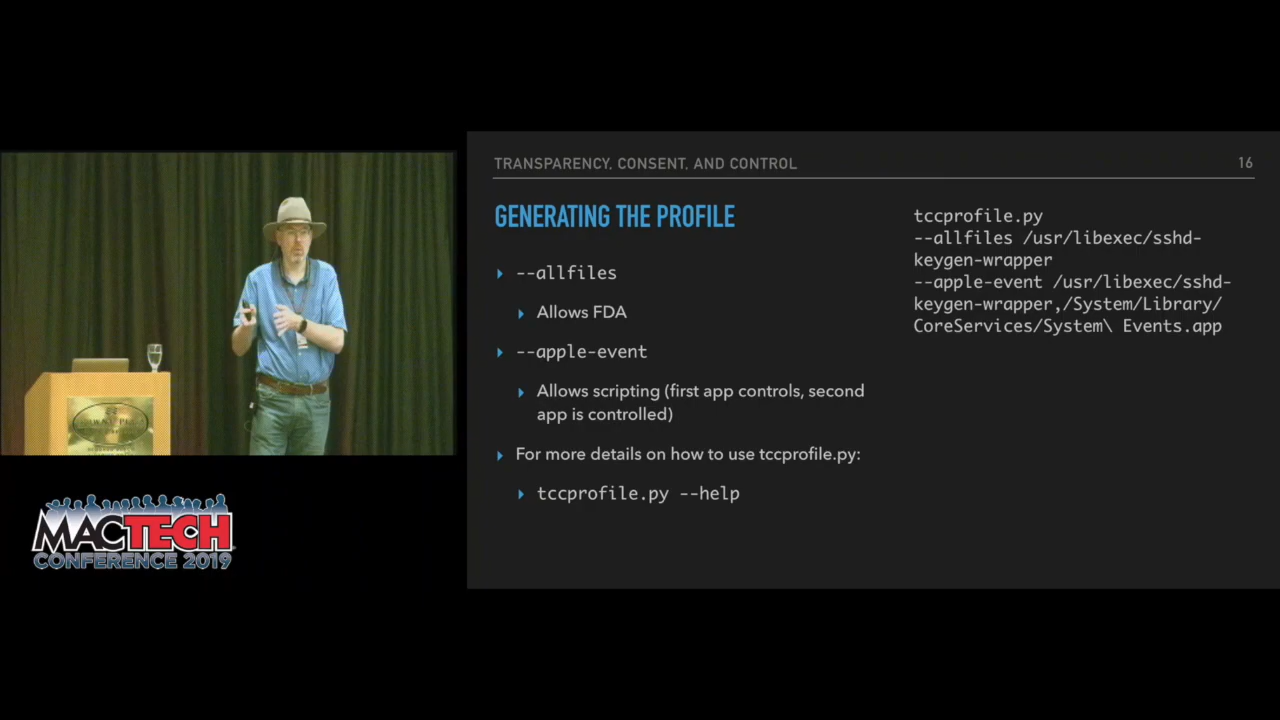 TRANSPARENCY, CONSENT, AND CONTROL
16
GENERATING THE PROFILE
--allfiles
Allows FDA
--apple-event
Allows scripting (first app controls, second
app is controlled)
For more details on how to use tccprofile.py:
tccprofile.py --help
tccprofile.py
--allfiles /usr/libexec/sshd-
keygen-wrapper
--apple-event /usr/libexec/sshd-
keygen-wrapper,/System/Library/
CoreServices/System\ Events.app
MACTECH
CONFERENCE 2019